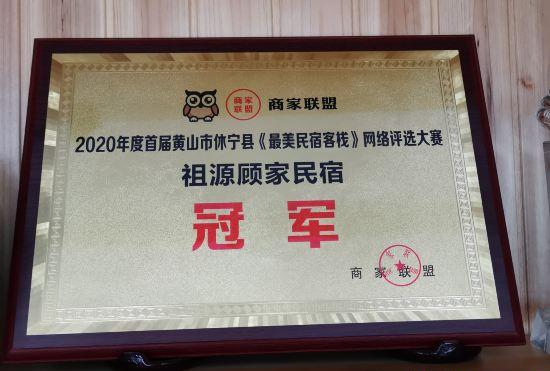 商家联盟 商家联盟
2020年度首届黄山市休宁县《最美民宿客栈》网络评选大赛
祖源顾家民宿
冠军
商家联盟